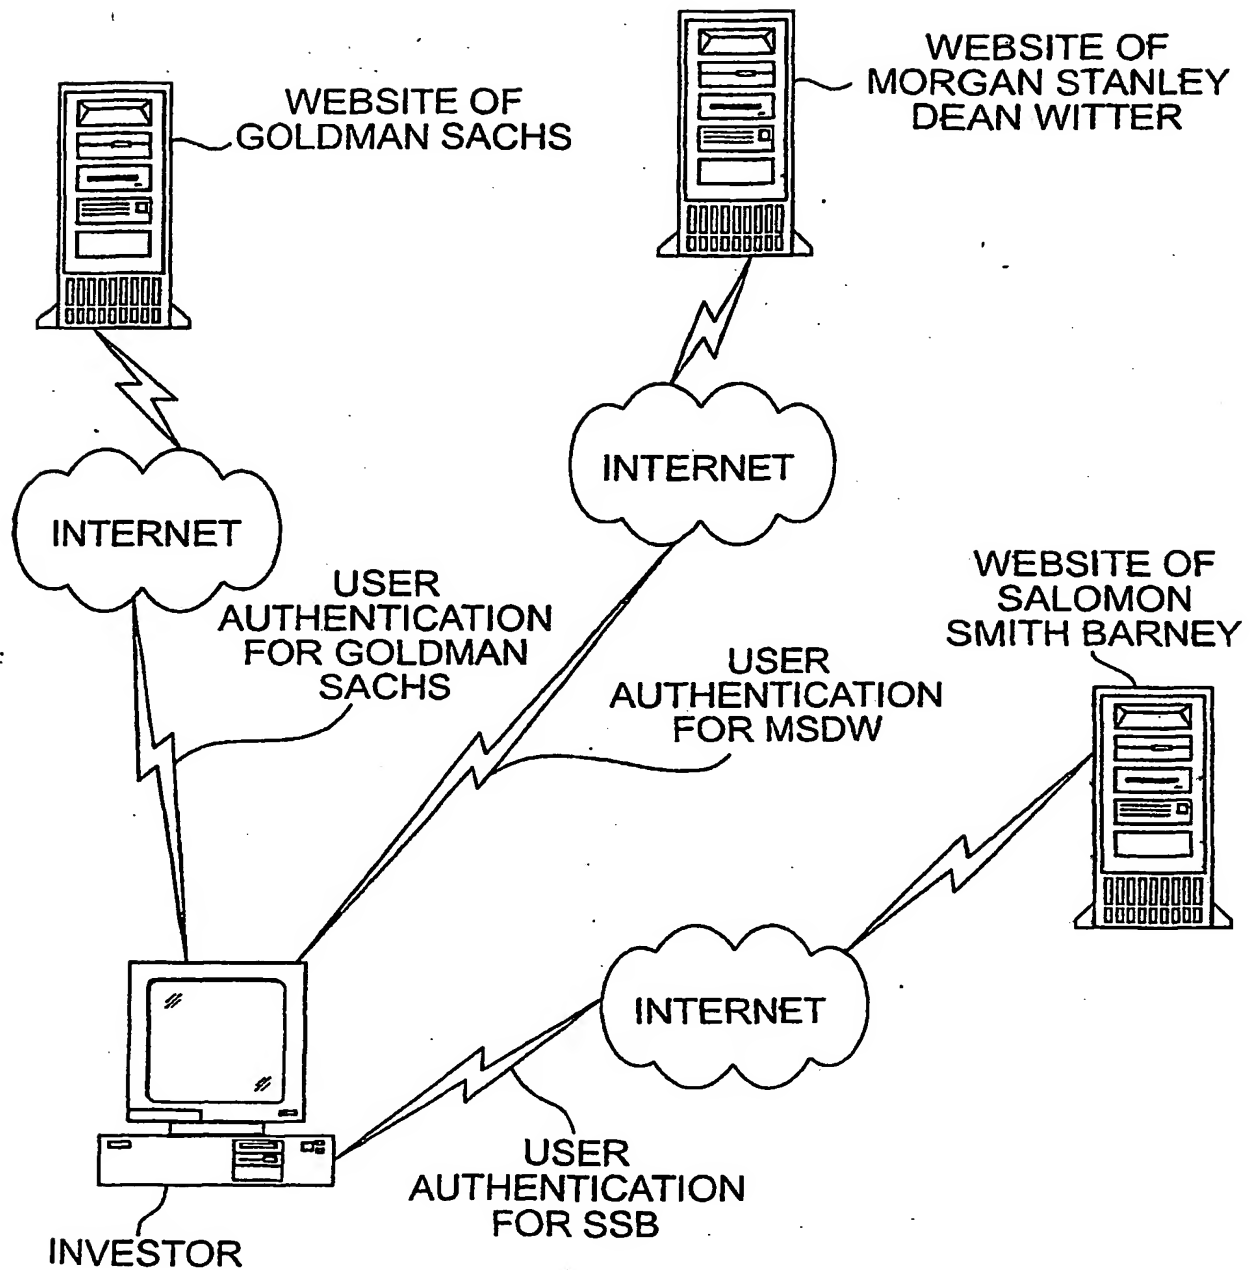 WEBSITE OF
MORGAN STANLEY
DEAN WITTER
WEBSITE OF
GOLDMAN SACHS
INTERNET
INTERNET
USER
AUTHENTICATION
FOR GOLDMAN
SACHS
USER
AUTHENTICATION
FOR MSDW
WEBSITE OF
SALOMON
SMITH BARNEY
INTERNET
USER
AUTHENTICATION
FOR SSB
INVESTOR